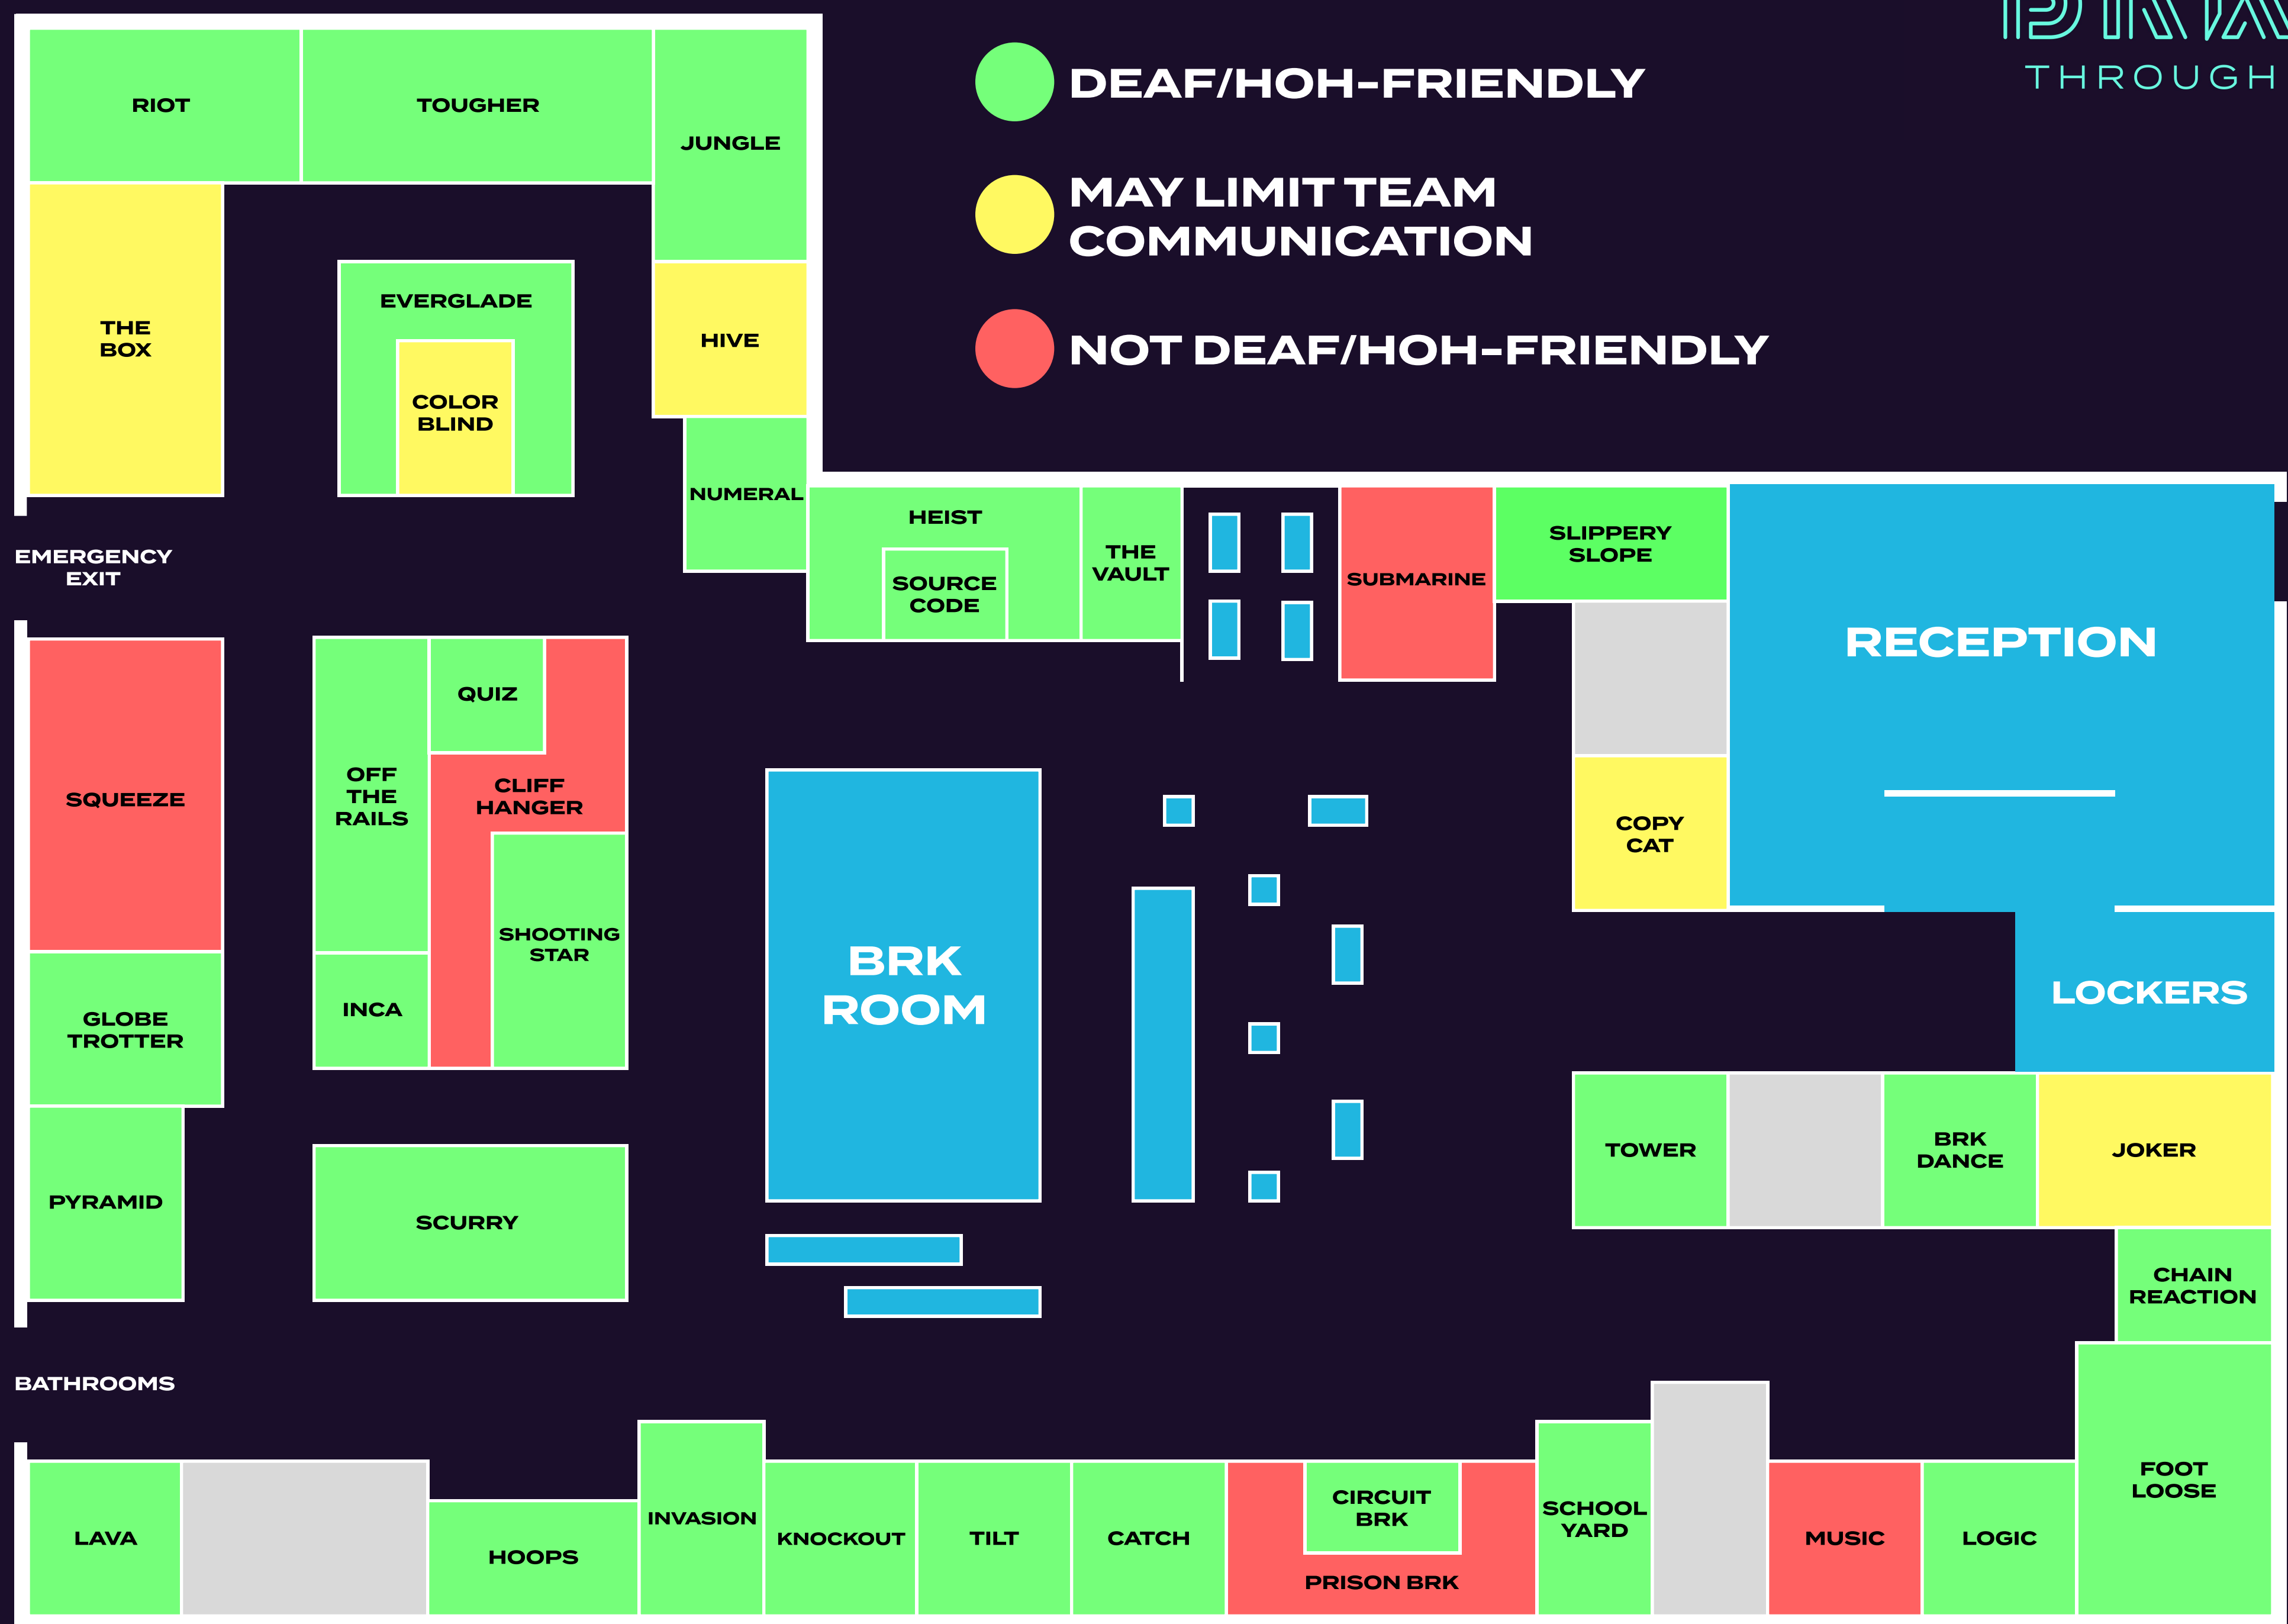 THROUGH
DEAF/HOH-FRIENDLY
MAY LIMIT TEAM
COMMUNICATION
NOT DEAF/HOH-FRIENDLY
RIOT
TOUGHER
JUNGLE
THE
BOX
EVERGLADE
COLOR
BLIND
HIVE
NUMERAL
HEIST
SOURCE
CODE
THE
VAULT
SUBMARINE
SLIPPERY
SLOPE
RECEPTION
EMERGENCY
EXIT
SQUEEZE
OFF
THE
RAILS
QUIZ
CLIFF
HANGER
SHOOTING
STAR
INCA
GLOBE
TROTTER
PYRAMID
SCURRY
BRK
ROOM
COPY
CAT
LOCKERS
TOWER
BRK
DANCE
JOKER
CHAIN
REACTION
FOOT
LOOSE
BATHROOMS
LAVA
HOOPS
INVASION
KNOCKOUT
TILT
CATCH
CIRCUIT
BRK
PRISON BRK
SCHOOL
YARD
MUSIC
LOGIC